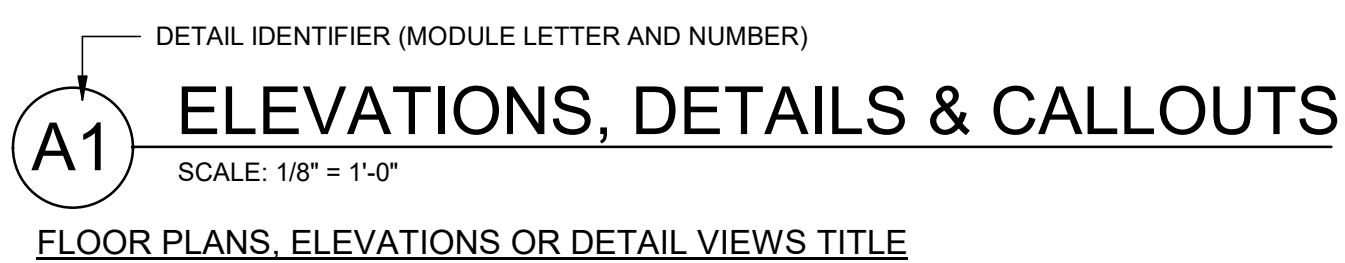 DETAIL IDENTIFIER (MODULE LETTER AND NUMBER)
A1
ELEVATIONS, DETAILS & CALLOUTS
SCALE: 1/8" = 1'-0"
FLOOR PLANS, ELEVATIONS OR DETAIL VIEWS TITLE